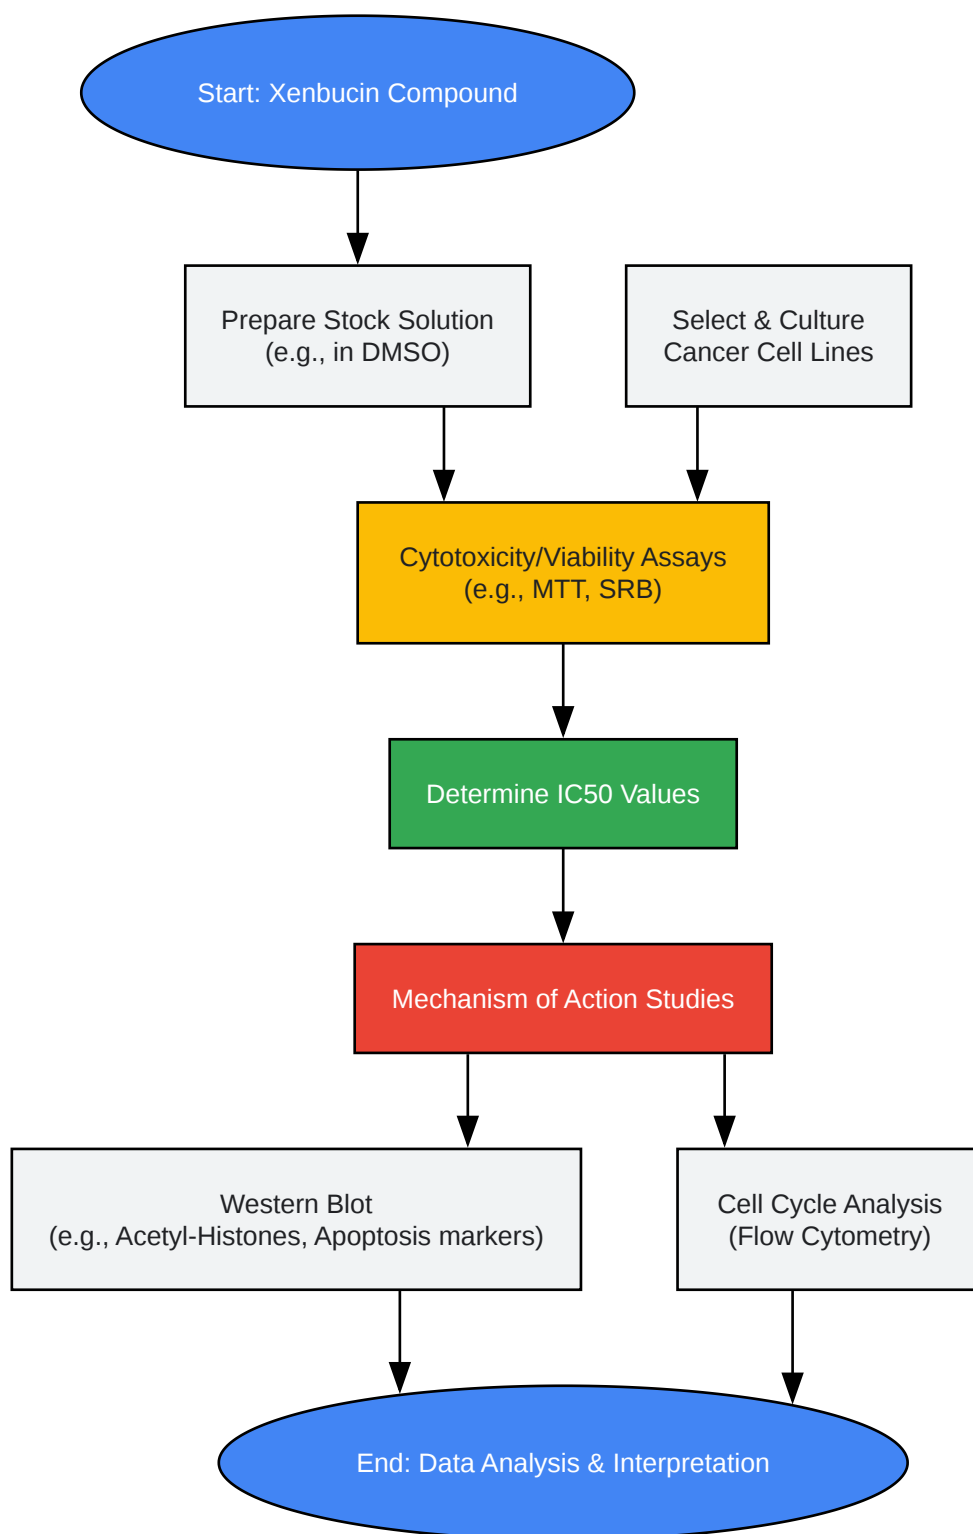 Start: Xenbucin Compound
Prepare Stock Solution
(e.g., in DMSO)
Select & Culture
Cancer Cell Lines
Cytotoxicity/Viability Assays
(e.g., MTT, SRB)
Determine IC50 Values
Mechanism of Action Studies
Western Blot
(e.g., Acetyl-Histones, Apoptosis markers)
Cell Cycle Analysis
(Flow Cytometry)
End: Data Analysis & Interpretation